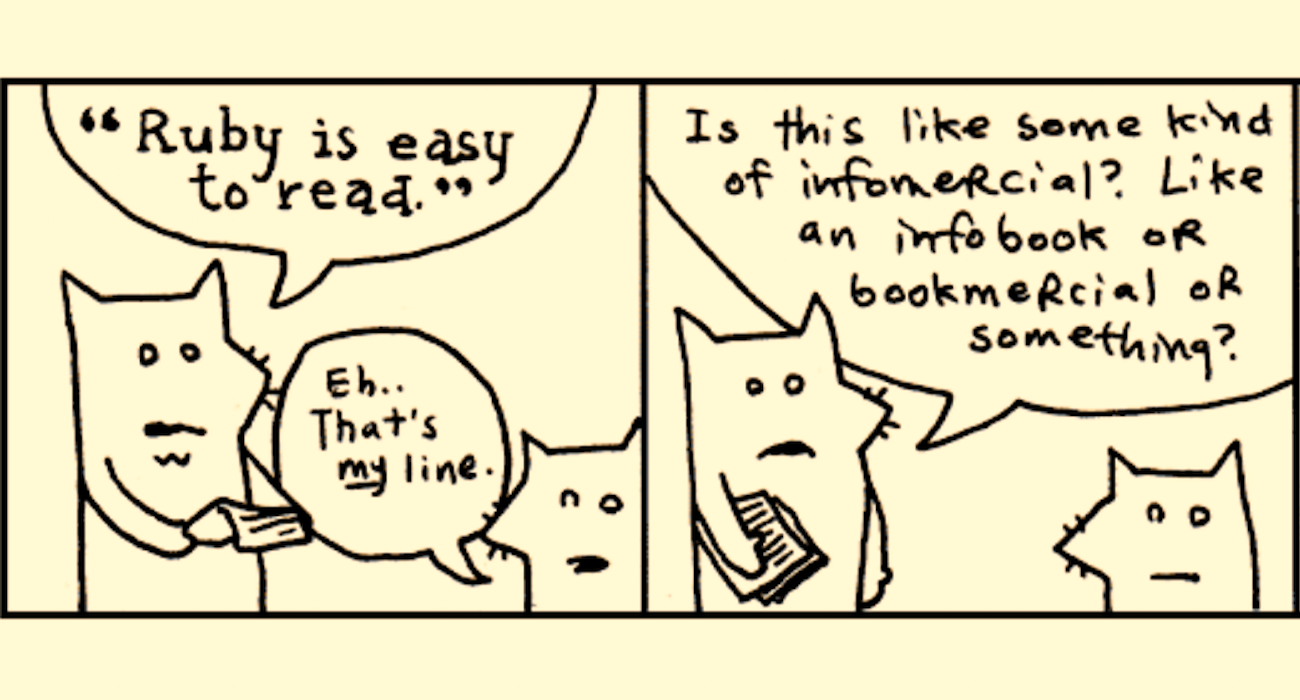 “Ruby is easy
to read.”
Eh..
That's
my line.
Is this like some kind
of infomercial? Like
an infobook or
bookmercial or
something?